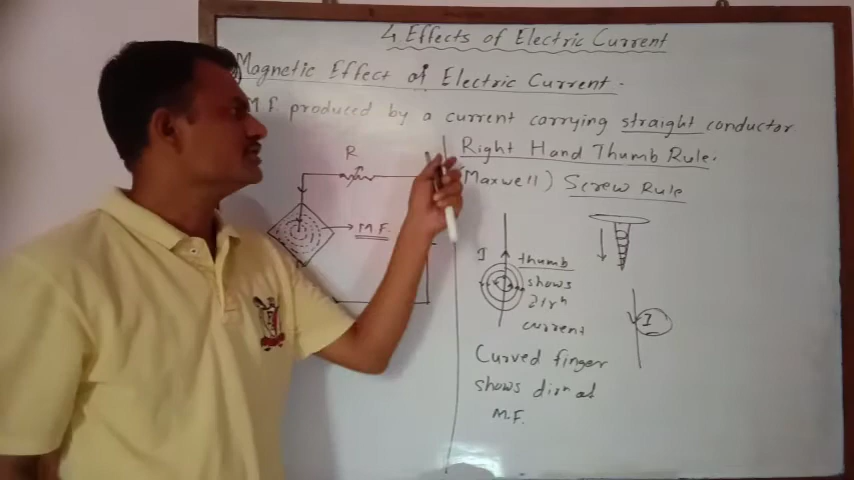 4. Effects of Electric Current
Magnetic Effect of Electric Current.
M.F. produced by a current carrying straight conductor.
R
M.F.
Right Hand Thumb Rule.
(Maxwell) Screw Rule
I
thumb
shows
dirn
current
I
Curved finger
shows dirn of
M.F.